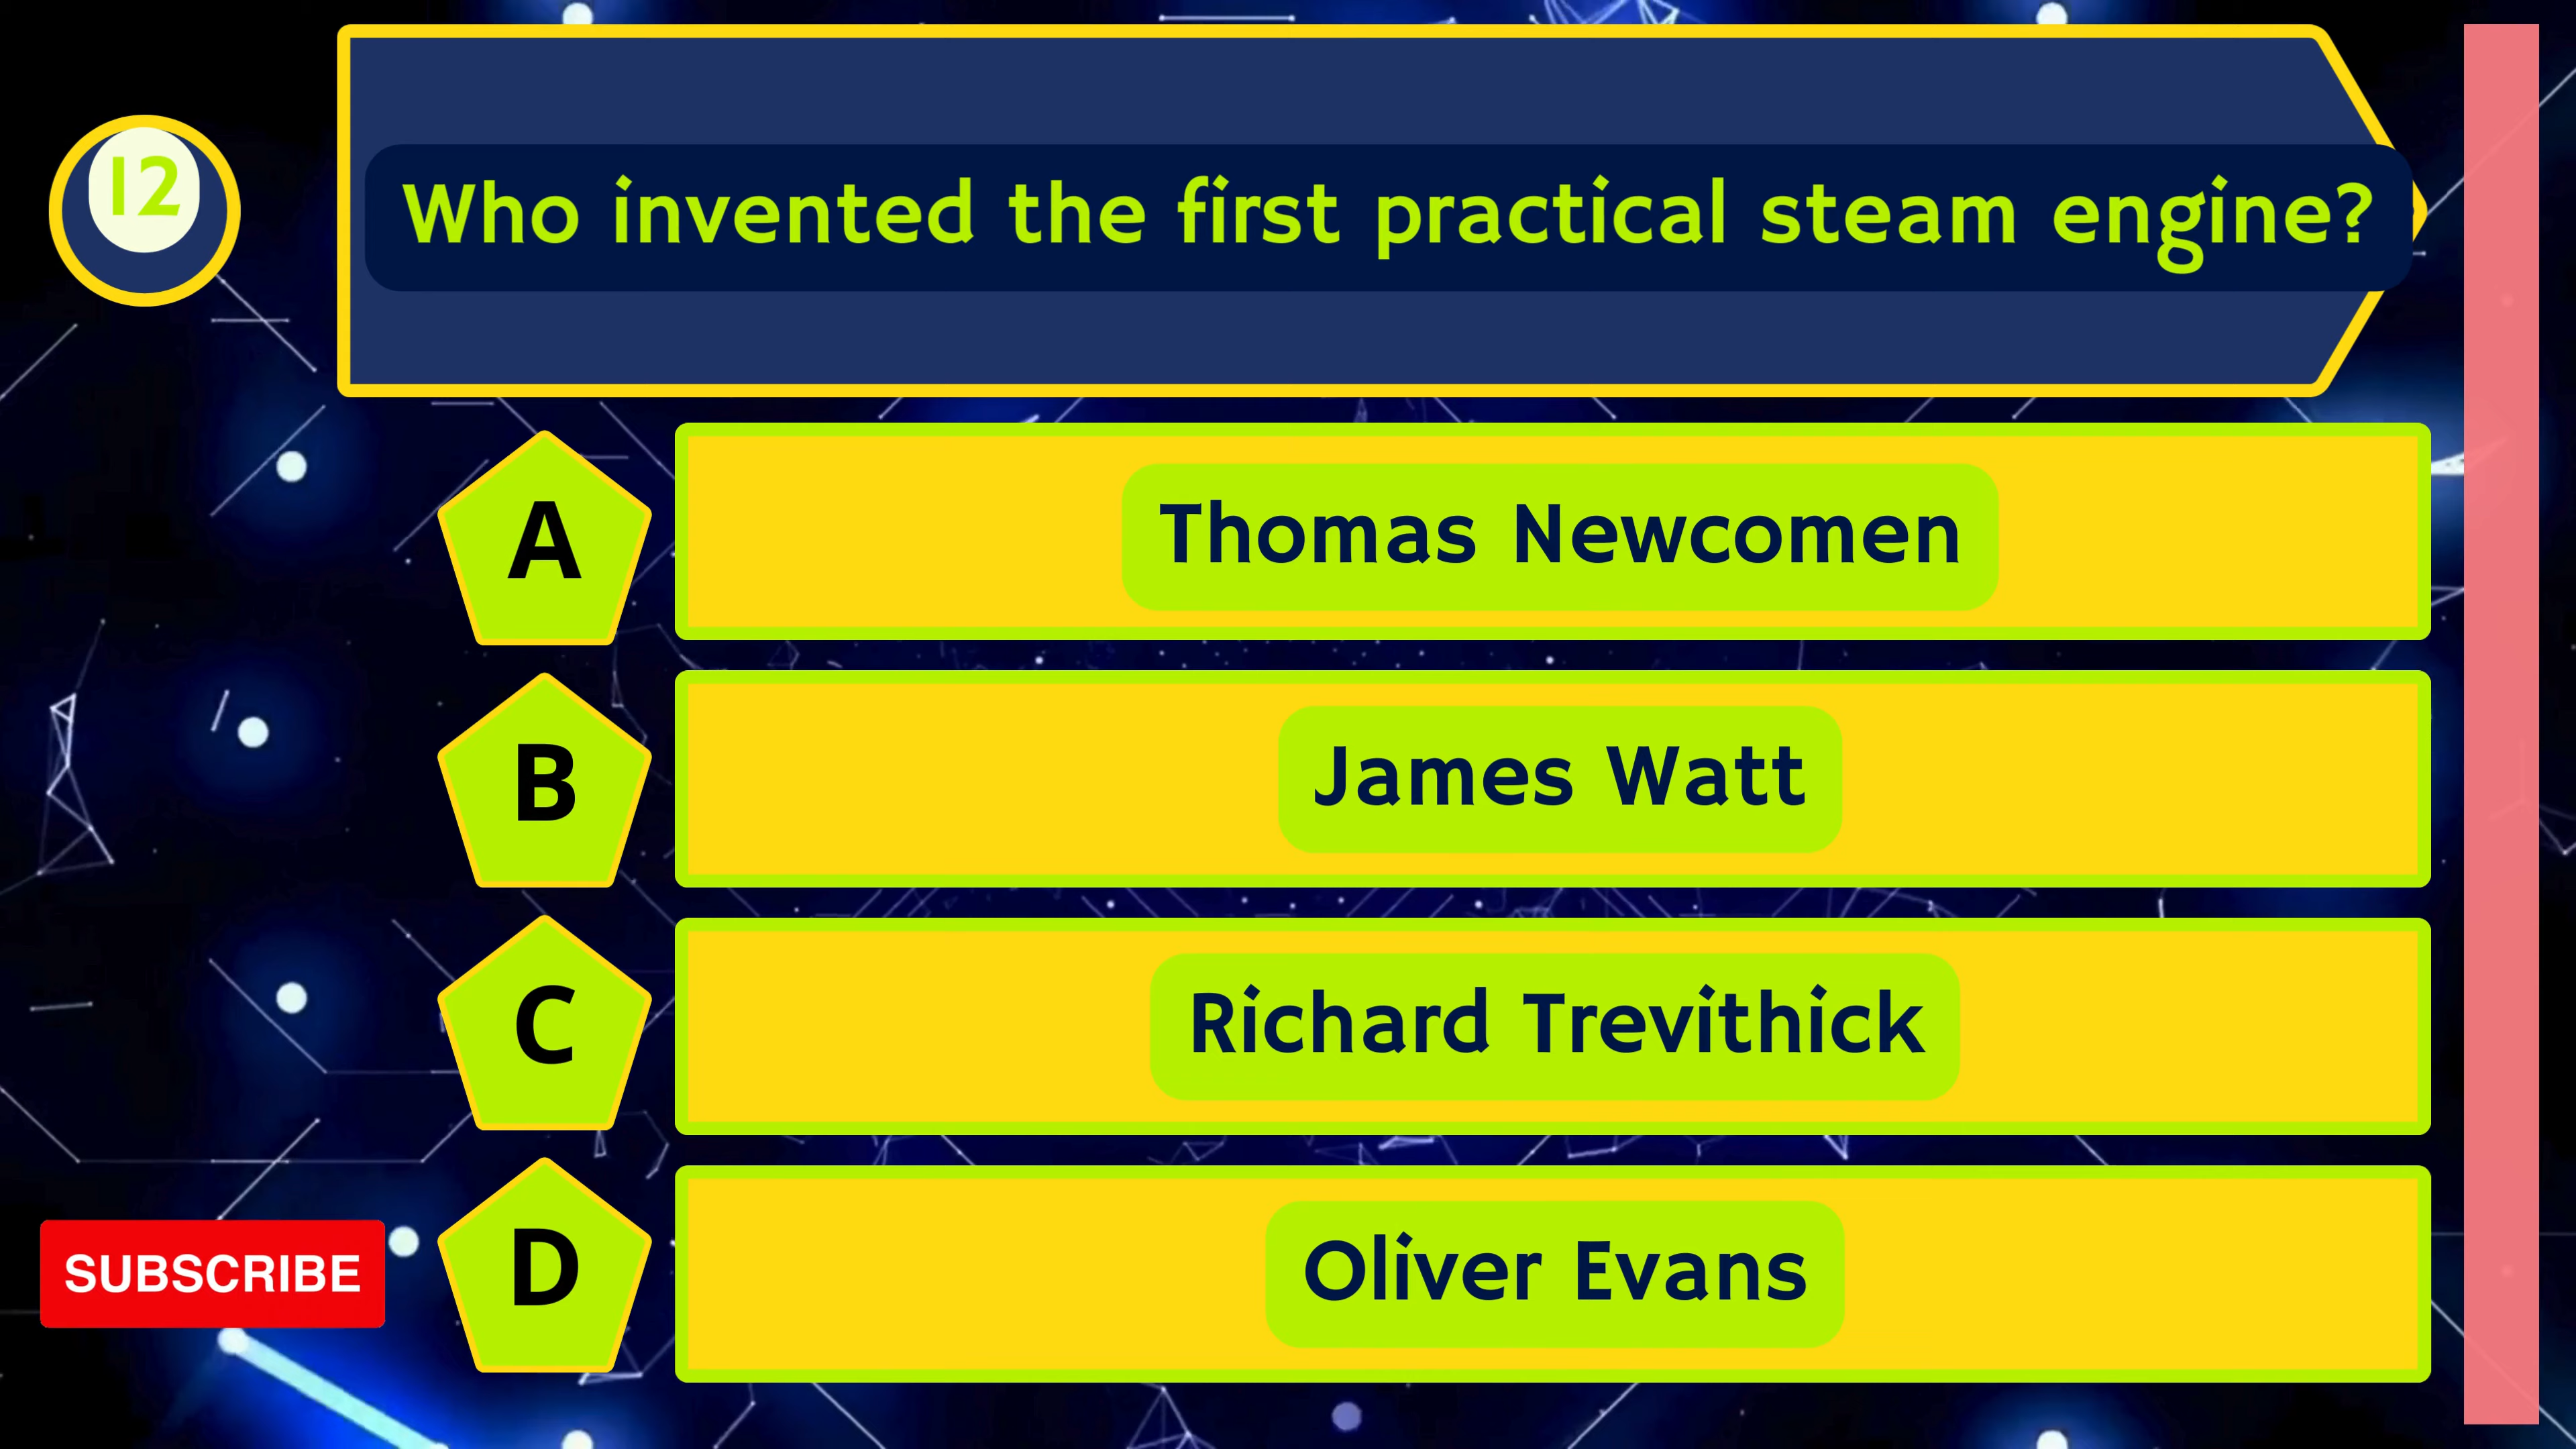 12
Who invented the first practical steam engine?
A
Thomas Newcomen
B
James Watt
C
Richard Trevithick
D
Oliver Evans
SUBSCRIBE